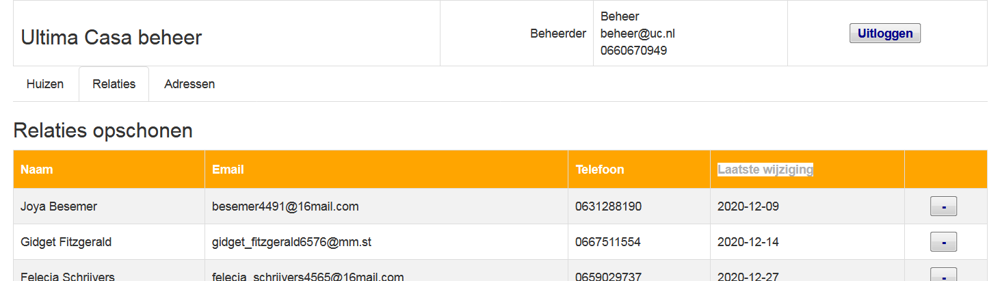 Ultima Casa beheer
Beheerder
Beheer
beheer@uc.nl
0660670949
Uitloggen
Huizen Relaties Adressen
Relaties opschonen
Naam Email Telefoon Laatste wijziging
Joya Besemer besemer4491@16mail.com 0631288190 2020-12-09 -
Gidget Fitzgerald gidget_fitzgerald6576@mm.st 0667511554 2020-12-14 -
Felecia Schrijvers felecia_schrijvers4565@16mail.com 0659029737 2020-12-27 -